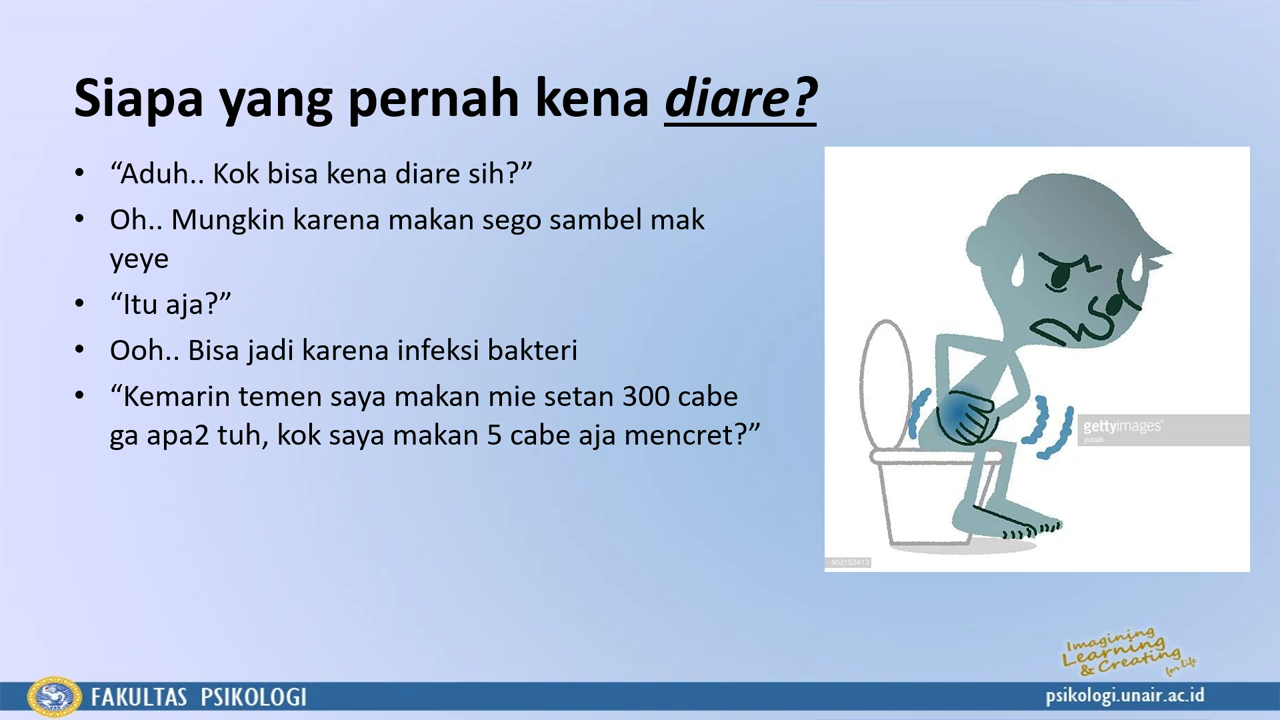 Siapa yang pernah kena diare?
• “Aduh.. Kok bisa kena diare sih?”
• Oh.. Mungkin karena makan sego sambel mak
yeye
• “Itu aja?”
• Ooh.. Bisa jadi karena infeksi bakteri
• “Kemarin temen saya makan mie setan 300 cabe
ga apa2 tuh, kok saya makan 5 cabe aja mencret?”
gettyimages®
Imagining
Learning
& Creating
for life
FAKULTAS PSIKOLOGI
psikologi.unair.ac.id